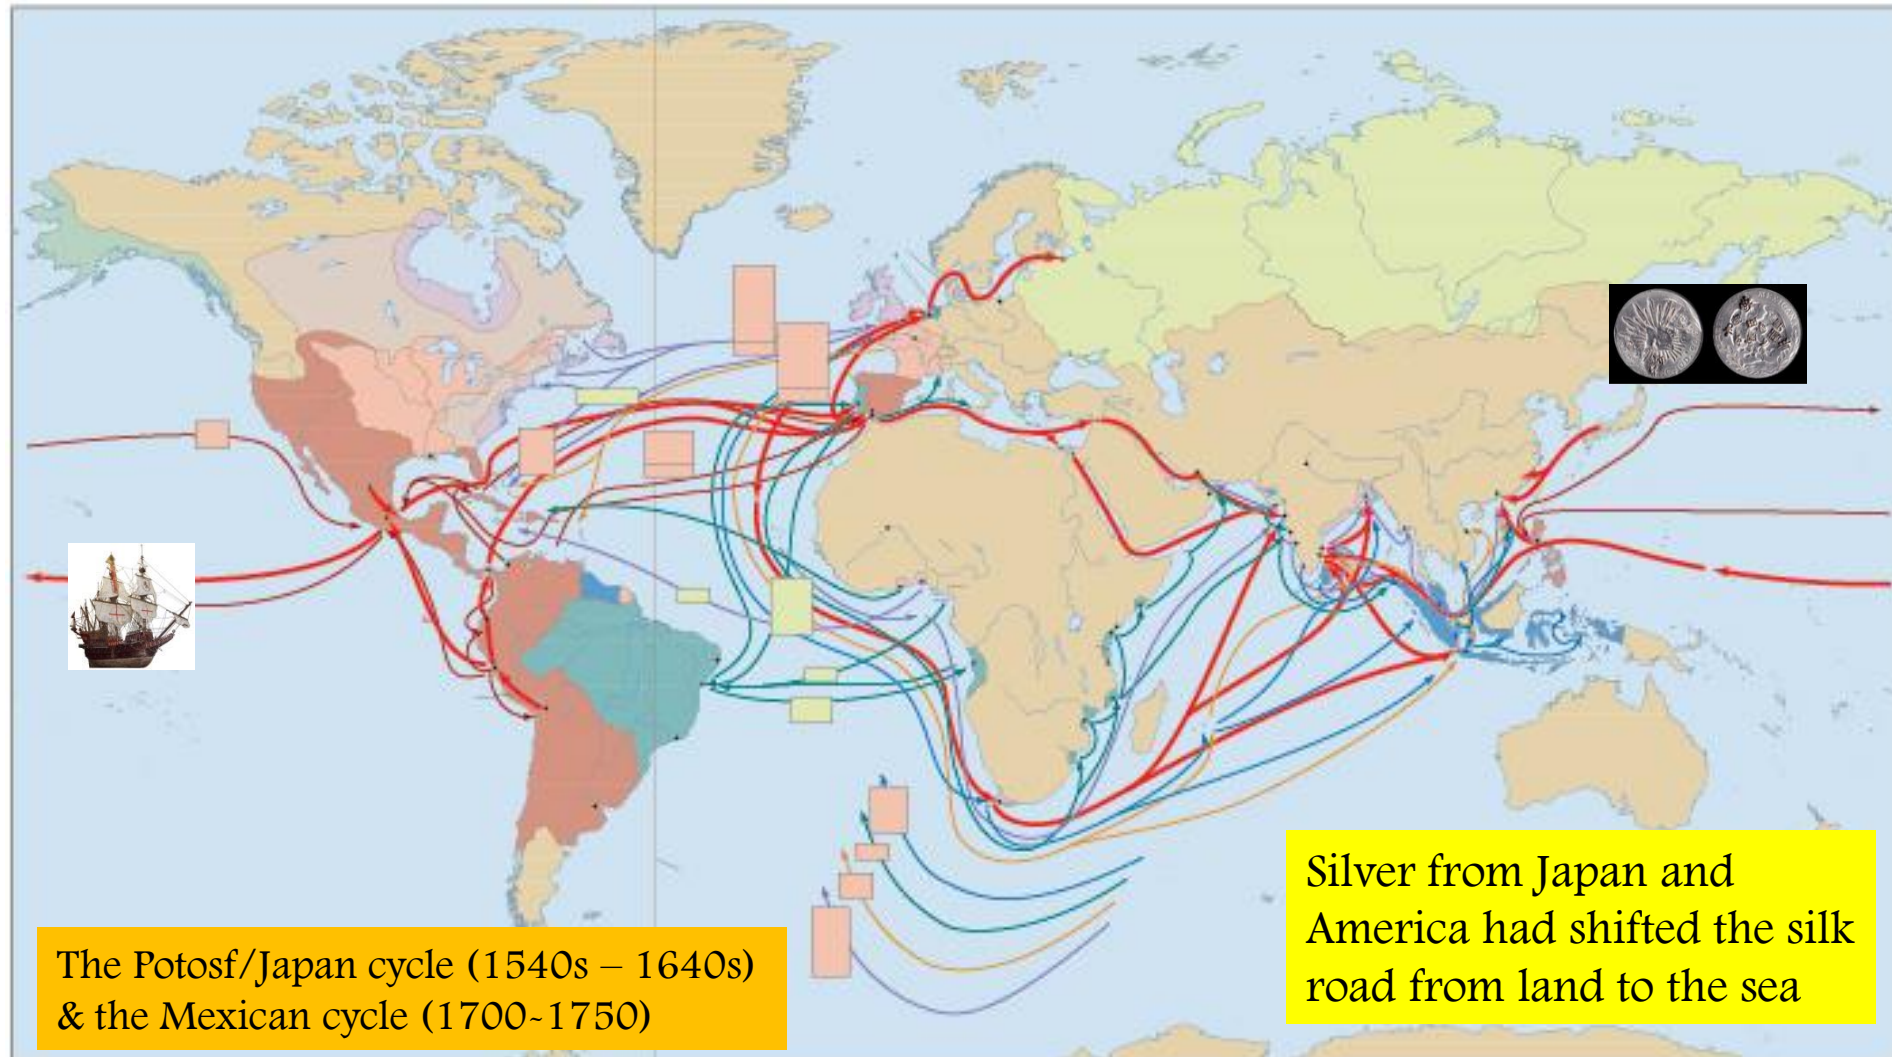 The Potosf/Japan cycle (1540s – 1640s)
& the Mexican cycle (1700-1750)
Silver from Japan and
America had shifted the silk
road from land to the sea